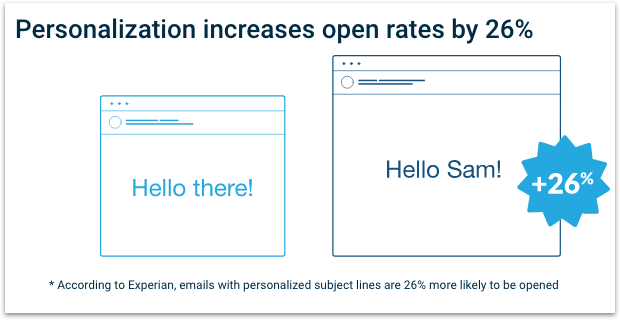 Personalization increases open rates by 26%
Hello there!
Hello Sam!
+26%
* According to Experian, emails with personalized subject lines are 26% more likely to be opened